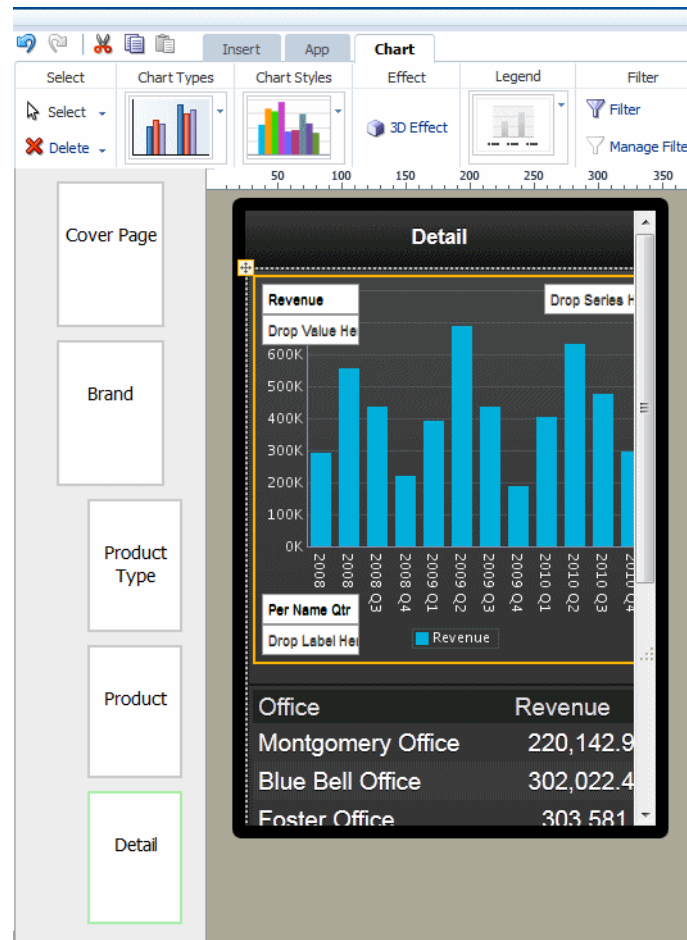 Insert App Chart
Select Chart Types Chart Styles Effect Legend Filter
Select
Delete
3D Effect
Filter
Manage Filte
50 100 150 200 250 300 350
Cover Page
Brand
Product
Type
Product
Detail
Detail
Revenue
Drop Value He
Drop Series H
600K
500K
400K
300K
200K
100K
0K
2008
2008
2008 Q3
2008 Q4
2009 Q1
2009 Q2
2009 Q3
2009 Q4
2010 Q1
2010 Q2
2010 Q3
2010 Q4
Per Name Qtr
Drop Label Her
Revenue
Office Revenue
Montgomery Office 220,142.9
Blue Bell Office 302,022.4
Foster Office 303,581